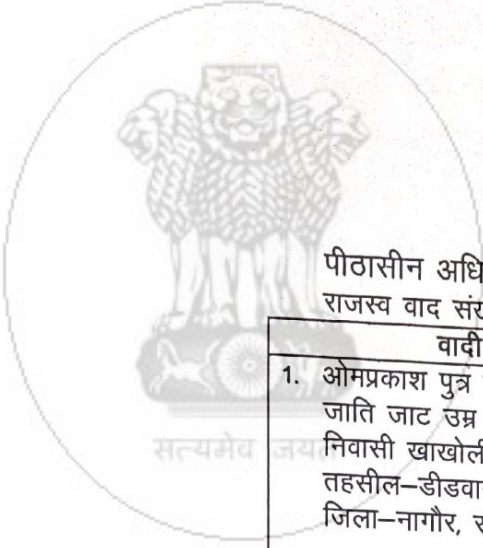 पीठासीन अधि
राजस्व वाद संख
वादी
1. ओमप्रकाश पुत्र
जाति जाट उम्र
निवासी खाखोली
तहसील–डीडवा
जिला–नागौर,
सत्यमेव जयते